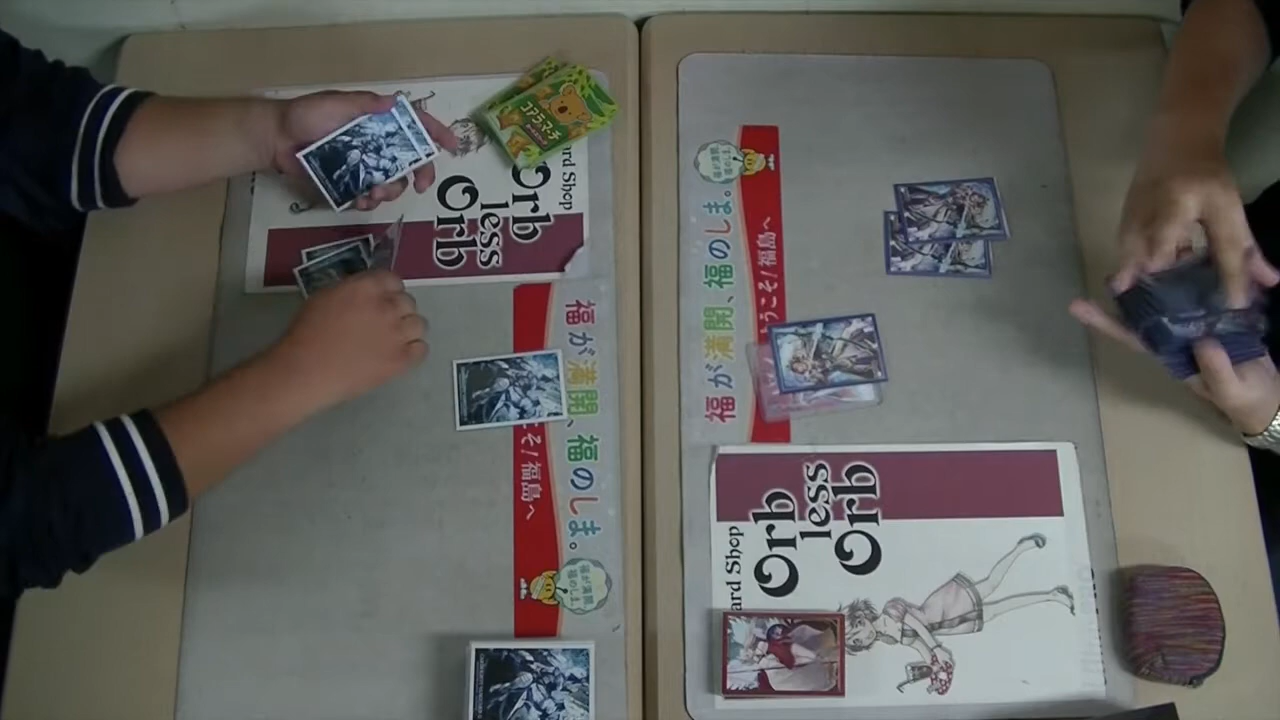 コアラマーチ
ard Shop
Orb
less
Orb
福が満開、福のしま。
こそ！福島へ
福が満開、福のしま。
うこそ！福島へ
ard Shop
Orb
less
Orb